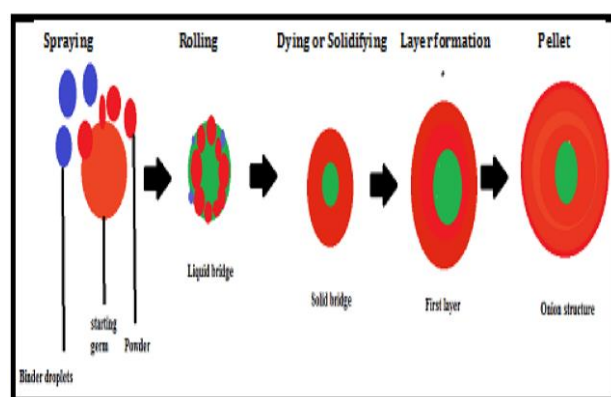 Spraying
Rolling
Dying or Solidifying
Layer formation
Pellet
Liquid bridge
Solid bridge
First layer
Onion structure
starting
germ
Powder
Binder droplets